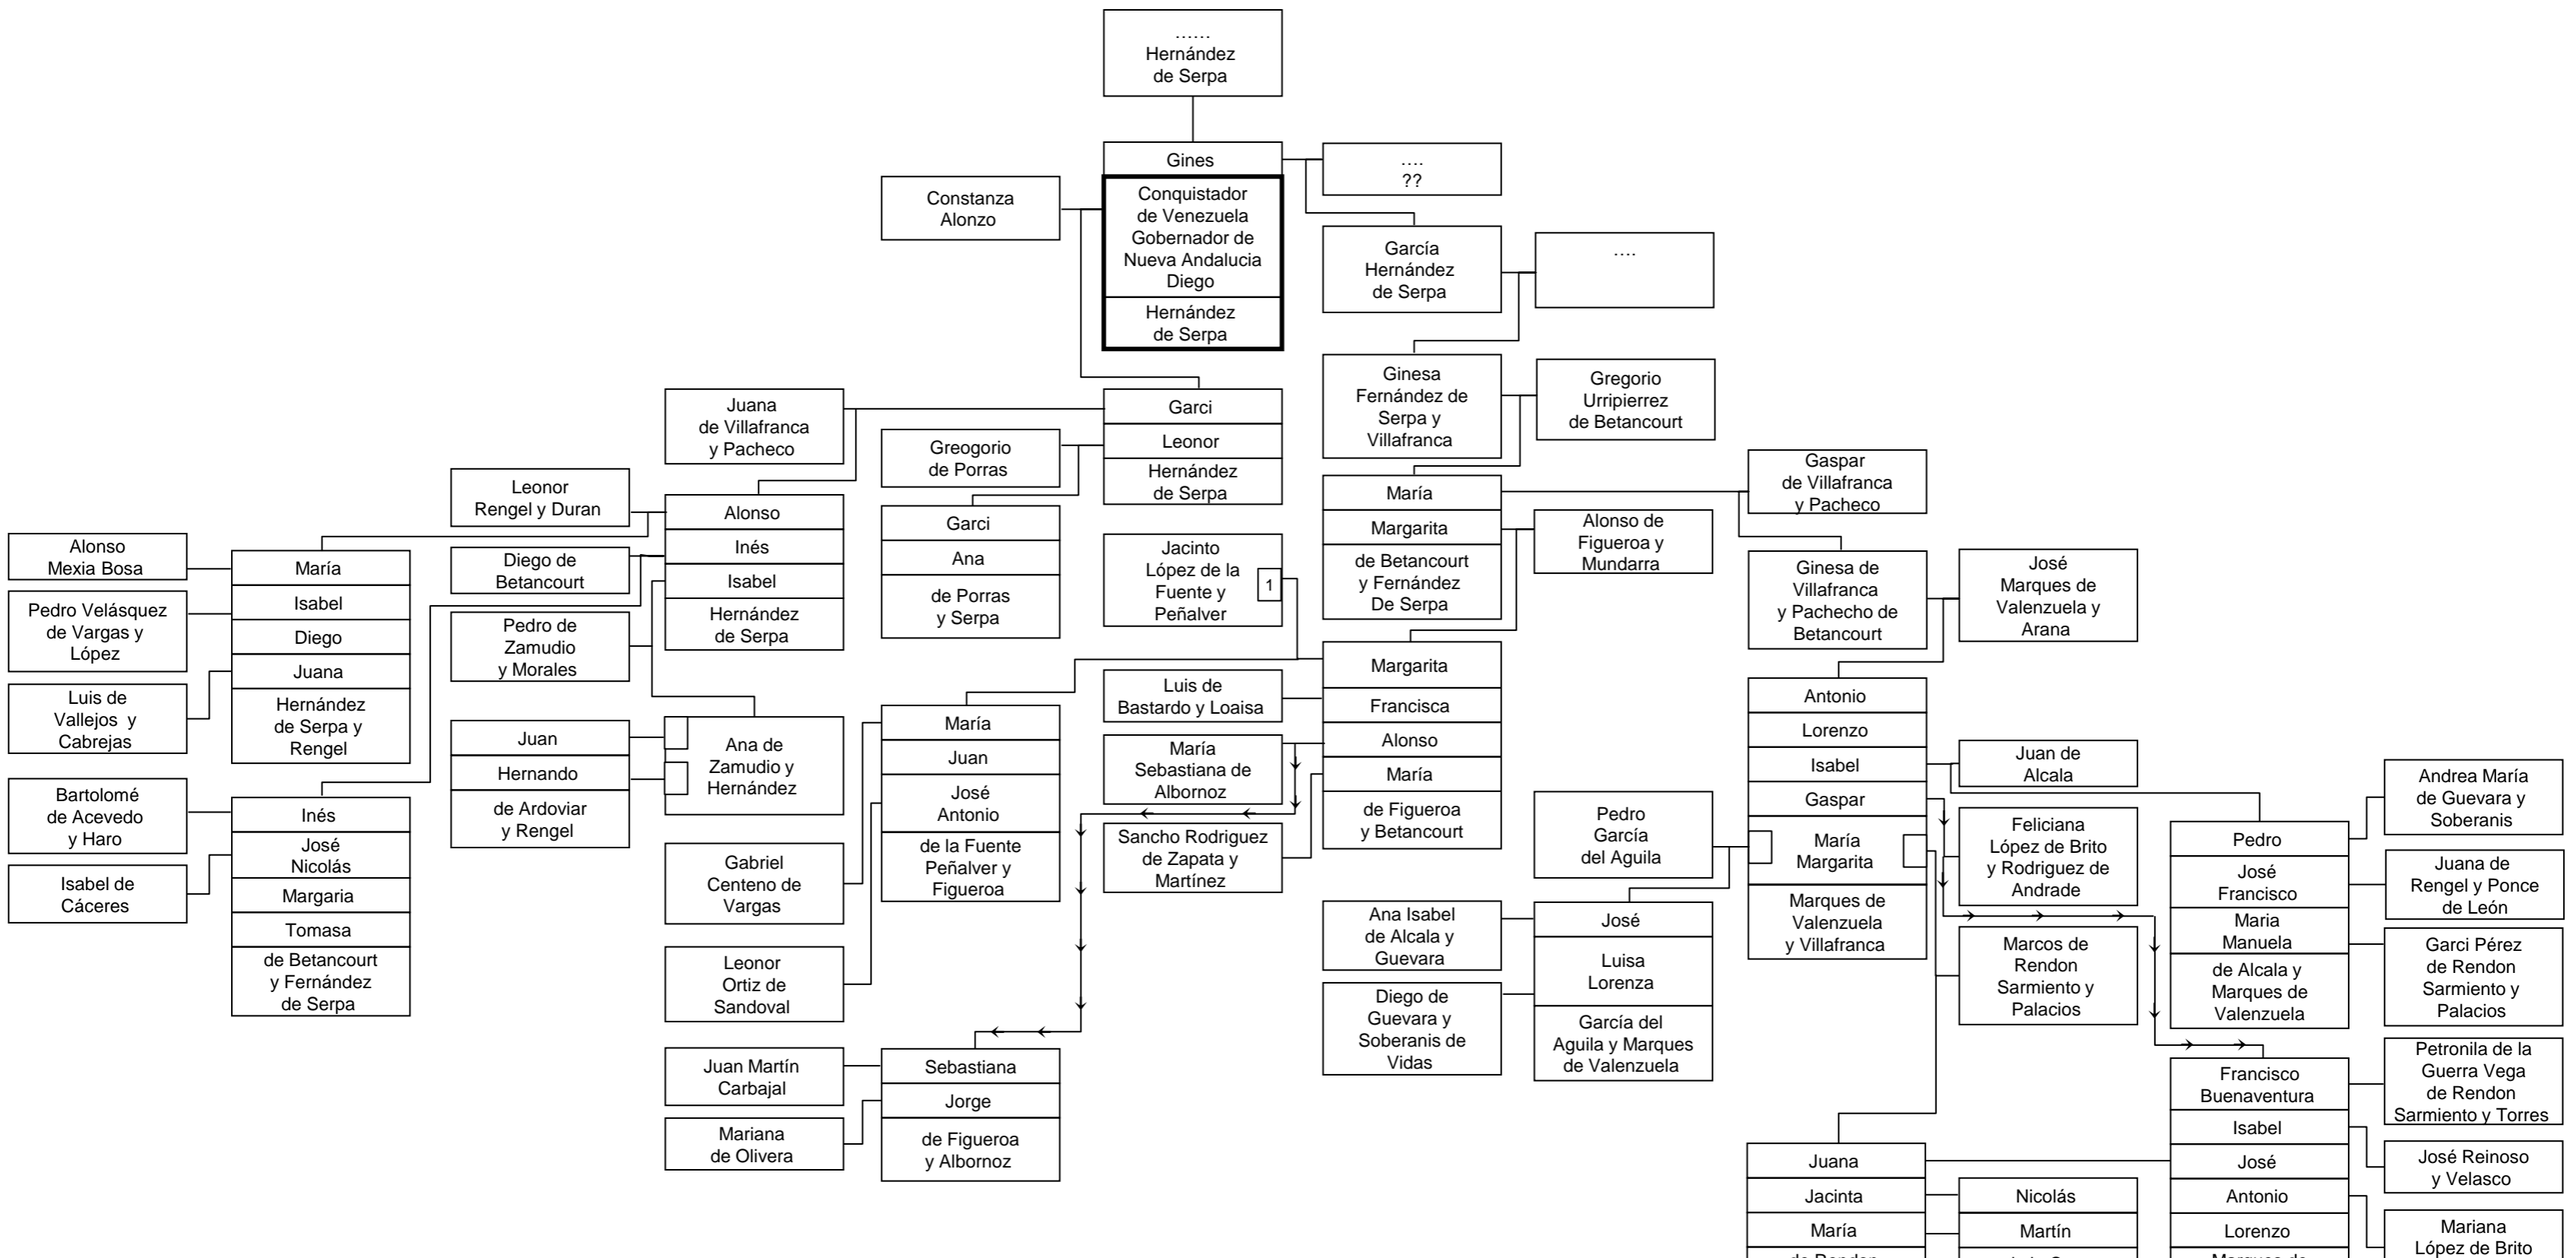 ……
Hernández
de Serpa
Gines
Conquistador
de Venezuela
Gobernador de
Nueva Andalucia
Diego
Hernández
de Serpa
….
??
Constanza
Alonzo
García
Hernández
de Serpa
….
Ginesa
Fernández de
Serpa y
Villafranca
Gregorio
Urripierrez
de Betancourt
Juana
de Villafranca
y Pacheco
Garci
Leonor
Hernández
de Serpa
Greogorio
de Porras
Leonor
Rengel y Duran
Alonso
Inés
Isabel
Hernández
de Serpa
Garci
Ana
de Porras
y Serpa
María
Margarita
de Betancourt
y Fernández
De Serpa
Gaspar
de Villafranca
y Pacheco
Alonso de
Figueroa y
Mundarra
Alonso
Mexia Bosa
María
Isabel
Diego
Juana
Hernández
de Serpa y
Rengel
Pedro Velásquez
de Vargas y
López
Luis de
Vallejos y
Cabrejas
Diego de
Betancourt
Pedro de
Zamudio
y Morales
Jacinto
López de la
Fuente y
Peñalver
1
Ginesa de
Villafranca
y Pachecho de
Betancourt
José
Marques de
Valenzuela y
Arana
Juan
Hernando
de Ardoviar
y Rengel
Ana de
Zamudio y
Hernández
María
Juan
José
Antonio
de la Fuente
Peñalver y
Figueroa
Luis de
Bastardo y Loaisa
María
Sebastiana de
Albornoz
Sancho Rodriguez
de Zapata y
Martínez
Margarita
Francisca
Alonso
María
de Figueroa
y Betancourt
Antonio
Lorenzo
Isabel
Gaspar
María
Margarita
Marques de
Valenzuela
y Villafranca
Juan de
Alcala
Feliciana
López de Brito
y Rodriguez de
Andrade
Marcos de
Rendon
Sarmiento y
Palacios
Bartolomé
de Acevedo
y Haro
Isabel de
Cáceres
Inés
José
Nicolás
Margaria
Tomasa
de Betancourt
y Fernández
de Serpa
Gabriel
Centeno de
Vargas
Leonor
Ortiz de
Sandoval
Pedro
García
del Aguila
Ana Isabel
de Alcala y
Guevara
Diego de
Guevara y
Soberanis de
Vidas
José
Luisa
Lorenza
García del
Aguila y Marques
de Valenzuela
Pedro
José
Francisco
Maria
Manuela
de Alcala y
Marques de
Valenzuela
Andrea María
de Guevara y
Soberanis
Juana de
Rengel y Ponce
de León
Garci Pérez
de Rendon
Sarmiento y
Palacios
Juan Martín
Carbajal
Mariana
de Olivera
Sebastiana
Jorge
de Figueroa
y Albornoz
Francisco
Buenaventura
Isabel
José
Antonio
Lorenzo
Marques de
Petronila de la
Guerra Vega
de Rendon
Sarmiento y Torres
José Reinoso
y Velasco
Mariana
López de Brito
Juana
Jacinta
María
de Rendon
Nicolás
Martín